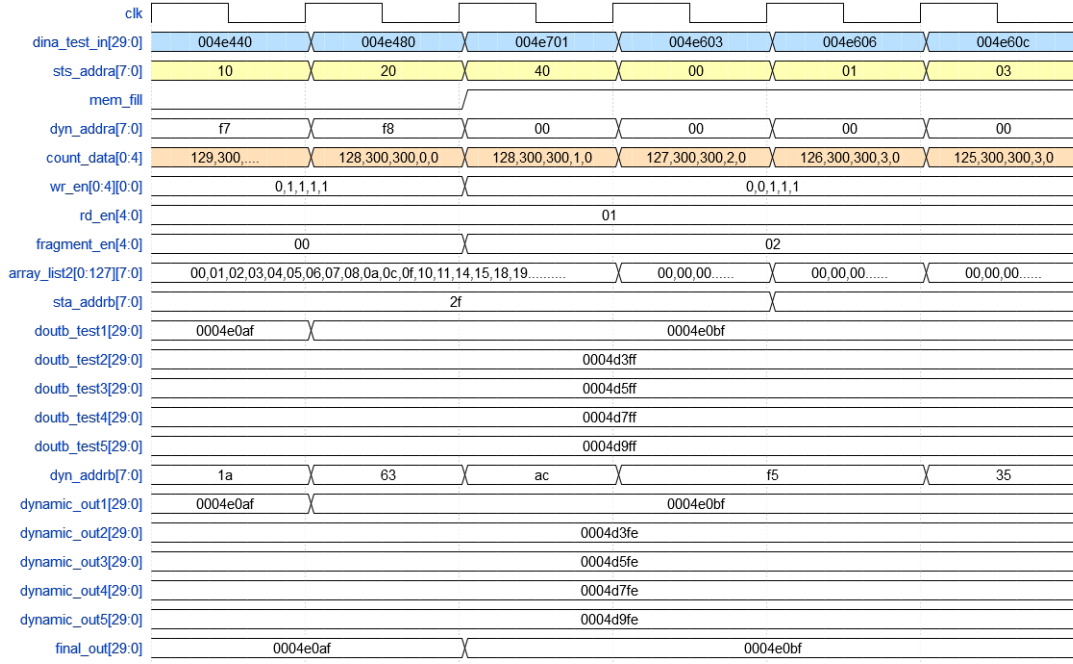 clk
dina_test_in[29:0] 004e440 004e480 004e701 004e603 004e606 004e60c
sts_addra[7:0] 10 20 40 00 01 03
mem_fill
dyn_addra[7:0] f7 f8 00 00 00 00
count_data[0:4] 129,300,.... 128,300,300,0,0 128,300,300,1,0 127,300,300,2,0 126,300,300,3,0 125,300,300,3,0
wr_en[0:4][0:0] 0,1,1,1,1 0,0,1,1,1
rd_en[4:0] 01
fragment_en[4:0] 00 02
array_list2[0:127][7:0] 00,01,02,03,04,05,06,07,08,0a,0c,0f,10,11,14,15,18,19.......... 00,00,00...... 00,00,00...... 00,00,00......
sta_addrb[7:0] 2f
doutb_test1[29:0] 0004e0af 0004e0bf
doutb_test2[29:0] 0004d3ff
doutb_test3[29:0] 0004d5ff
doutb_test4[29:0] 0004d7ff
doutb_test5[29:0] 0004d9ff
dyn_addrb[7:0] 1a 63 ac f5 35
dynamic_out1[29:0] 0004e0af 0004e0bf
dynamic_out2[29:0] 0004d3fe
dynamic_out3[29:0] 0004d5fe
dynamic_out4[29:0] 0004d7fe
dynamic_out5[29:0] 0004d9fe
final_out[29:0] 0004e0af 0004e0bf